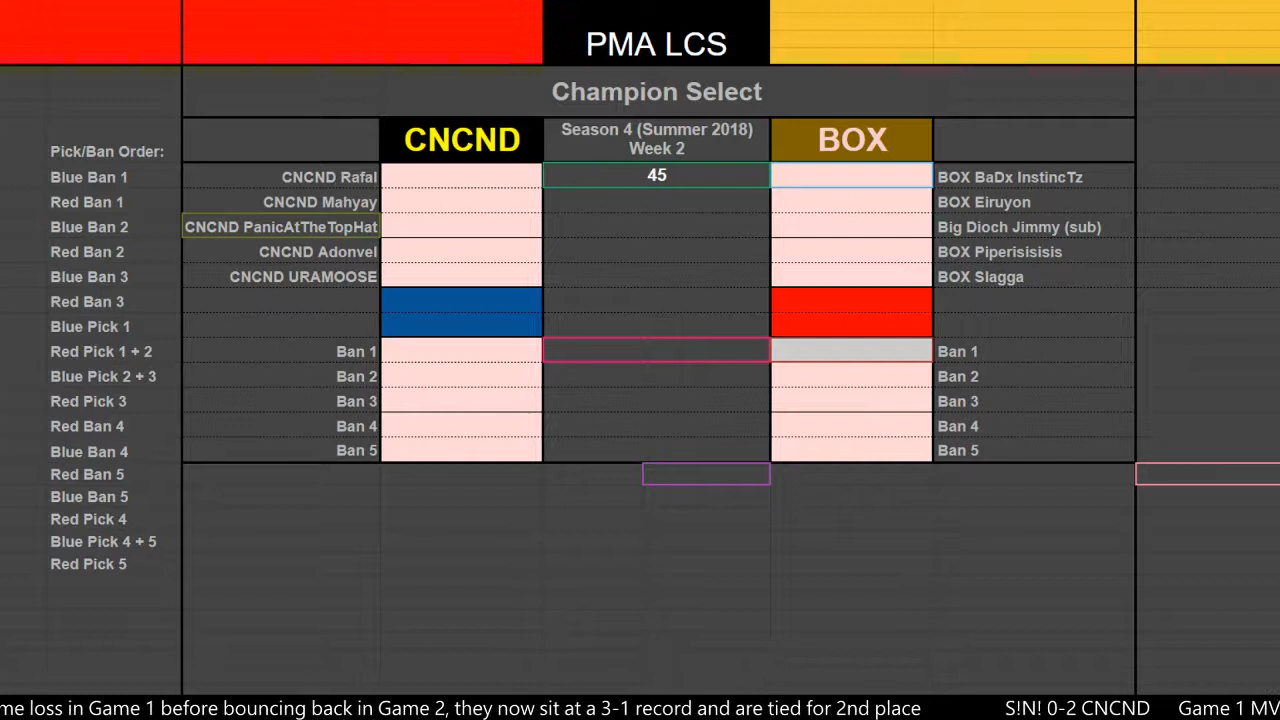 PMA LCS
Champion Select
CNCND
Season 4 (Summer 2018)
Week 2
BOX
Pick/Ban Order:
Blue Ban 1
Red Ban 1
Blue Ban 2
Red Ban 2
Blue Ban 3
Red Ban 3
Blue Pick 1
Red Pick 1 + 2
Blue Pick 2 + 3
Red Pick 3
Red Ban 4
Blue Ban 4
Red Ban 5
Blue Ban 5
Red Pick 4
Blue Pick 4 + 5
Red Pick 5
CNCND Rafal
CNCND Mahyay
CNCND PanicAtTheTopHat
CNCND Adonvel
CNCND URAMOOSE
Ban 1
Ban 2
Ban 3
Ban 4
Ban 5
45
BOX BaDx InstincTz
BOX Eiruyon
Big Dioch Jimmy (sub)
BOX Piperisisisis
BOX Slagga
Ban 1
Ban 2
Ban 3
Ban 4
Ban 5
me loss in Game 1 before bouncing back in Game 2, they now sit at a 3-1 record and are tied for 2nd place S!N! 0-2 CNCND Game 1 MV